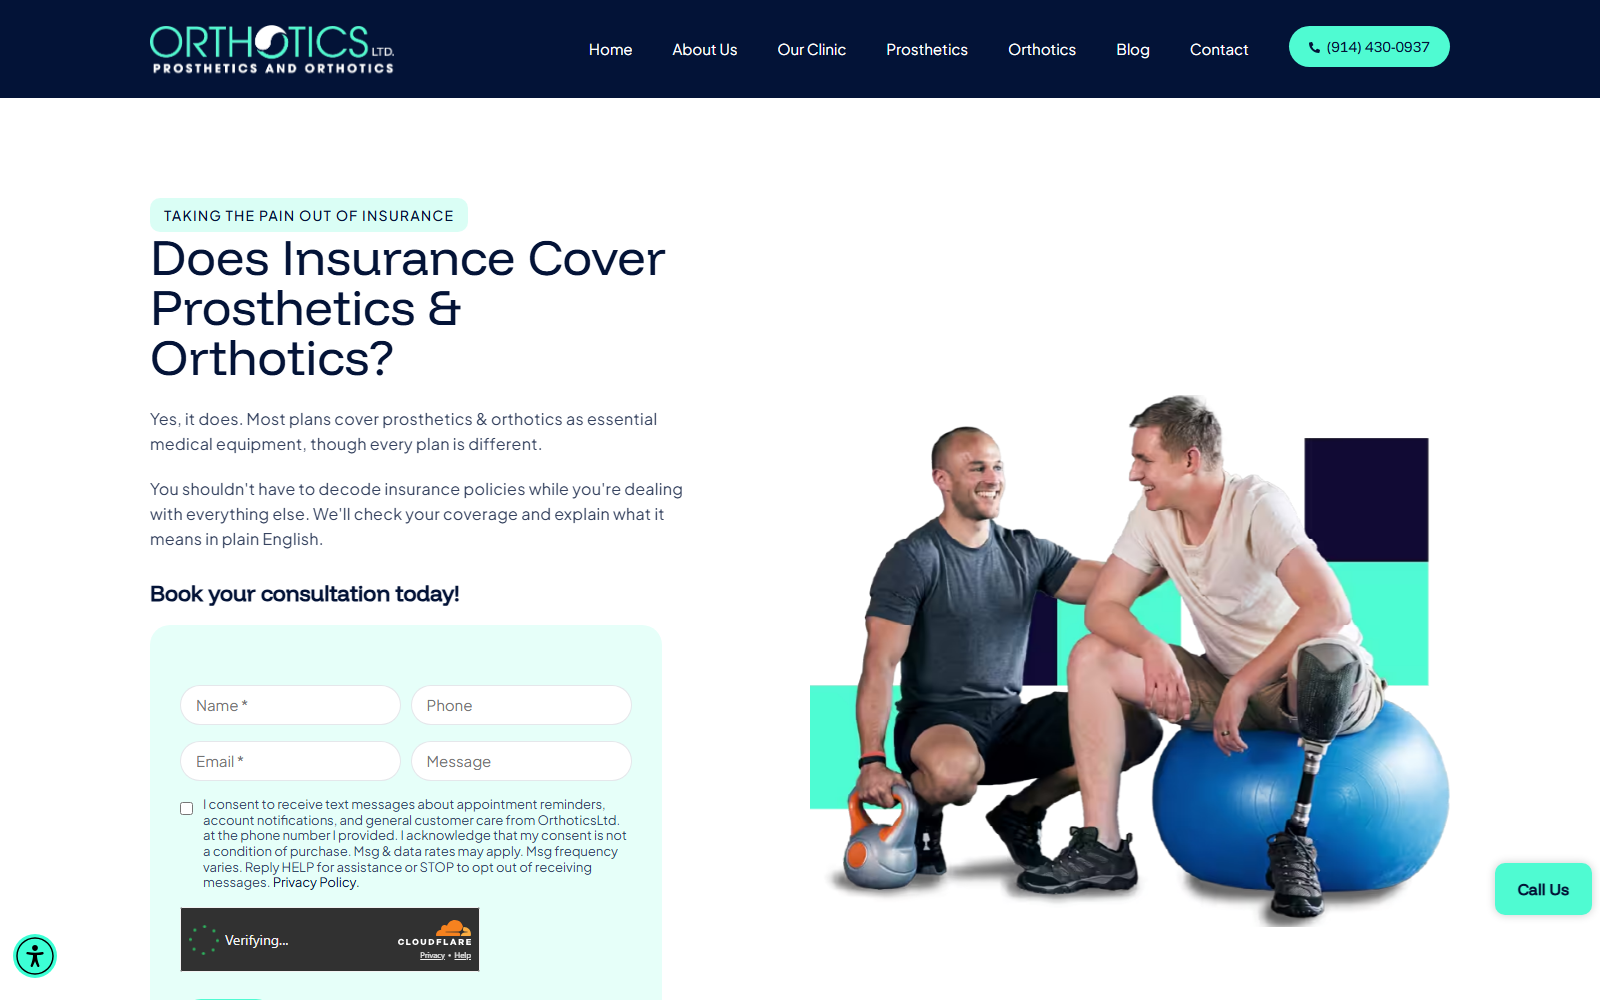 ORTHOTICS LTD.
PROSTHETICS AND ORTHOTICS
Home
About Us
Our Clinic
Prosthetics
Orthotics
Blog
Contact
(914) 430-0937
TAKING THE PAIN OUT OF INSURANCE
Does Insurance Cover
Prosthetics &
Orthotics?
Yes, it does. Most plans cover prosthetics & orthotics as essential
medical equipment, though every plan is different.
You shouldn't have to decode insurance policies while you're dealing
with everything else. We'll check your coverage and explain what it
means in plain English.
Book your consultation today!
Name *
Phone
Email *
Message
I consent to receive text messages about appointment reminders,
account notifications, and general customer care from OrthoticsLtd.
at the phone number I provided. I acknowledge that my consent is not
a condition of purchase. Msg & data rates may apply. Msg frequency
varies. Reply HELP for assistance or STOP to opt out of receiving
messages. Privacy Policy.
Verifying...
CLOUDFLARE
Privacy • Help
Call Us